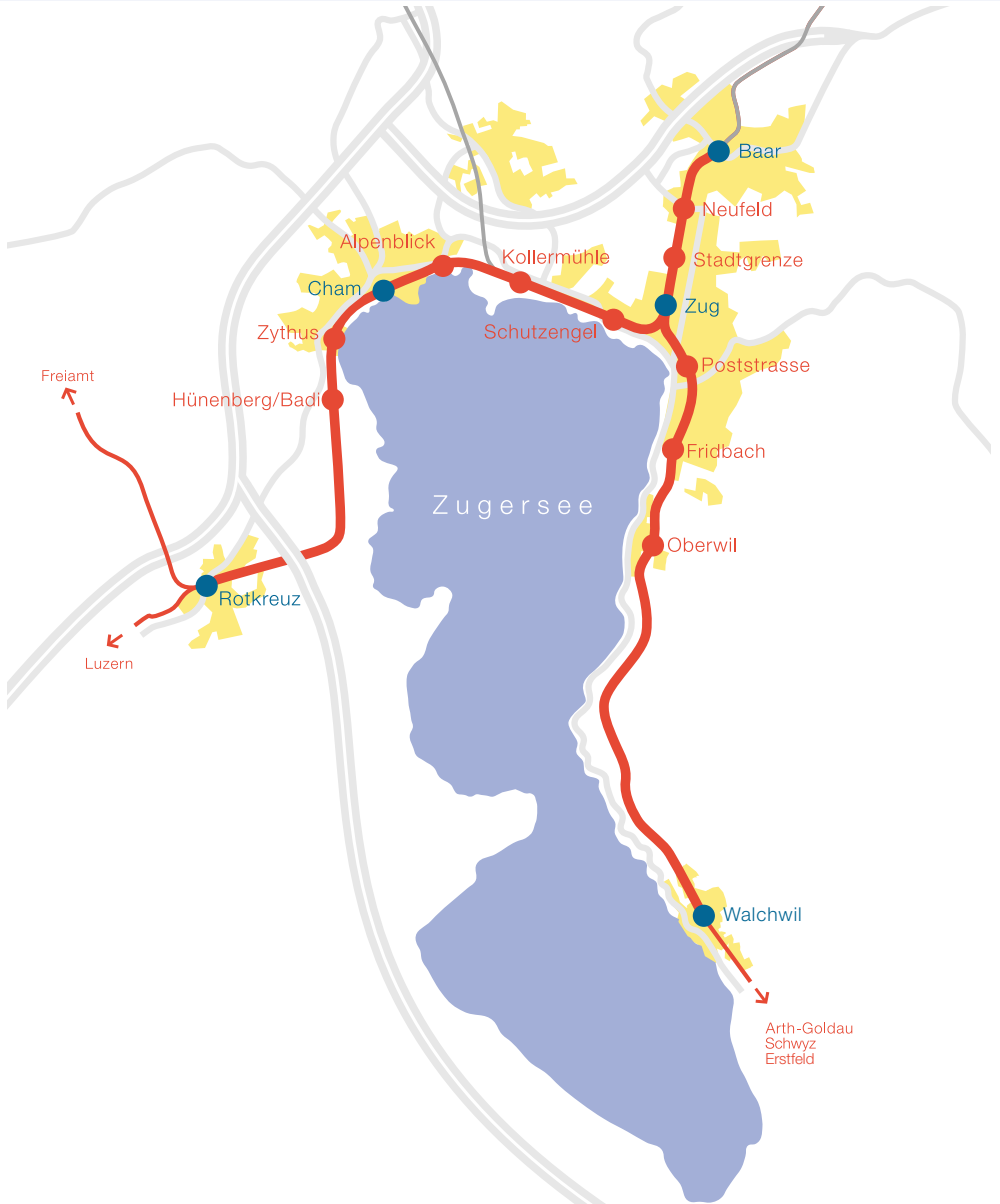 Baar
Neufeld
Alpenblick
Kollermühle
Stadtgrenze
Cham
Zug
Zythus
Schutzengel
Poststrasse
Freiamt
Hünenberg/Badi
Fridbach
Zugersee
Oberwil
Rotkreuz
Luzern
Walchwil
Arth-Goldau
Schwyz
Erstfeld